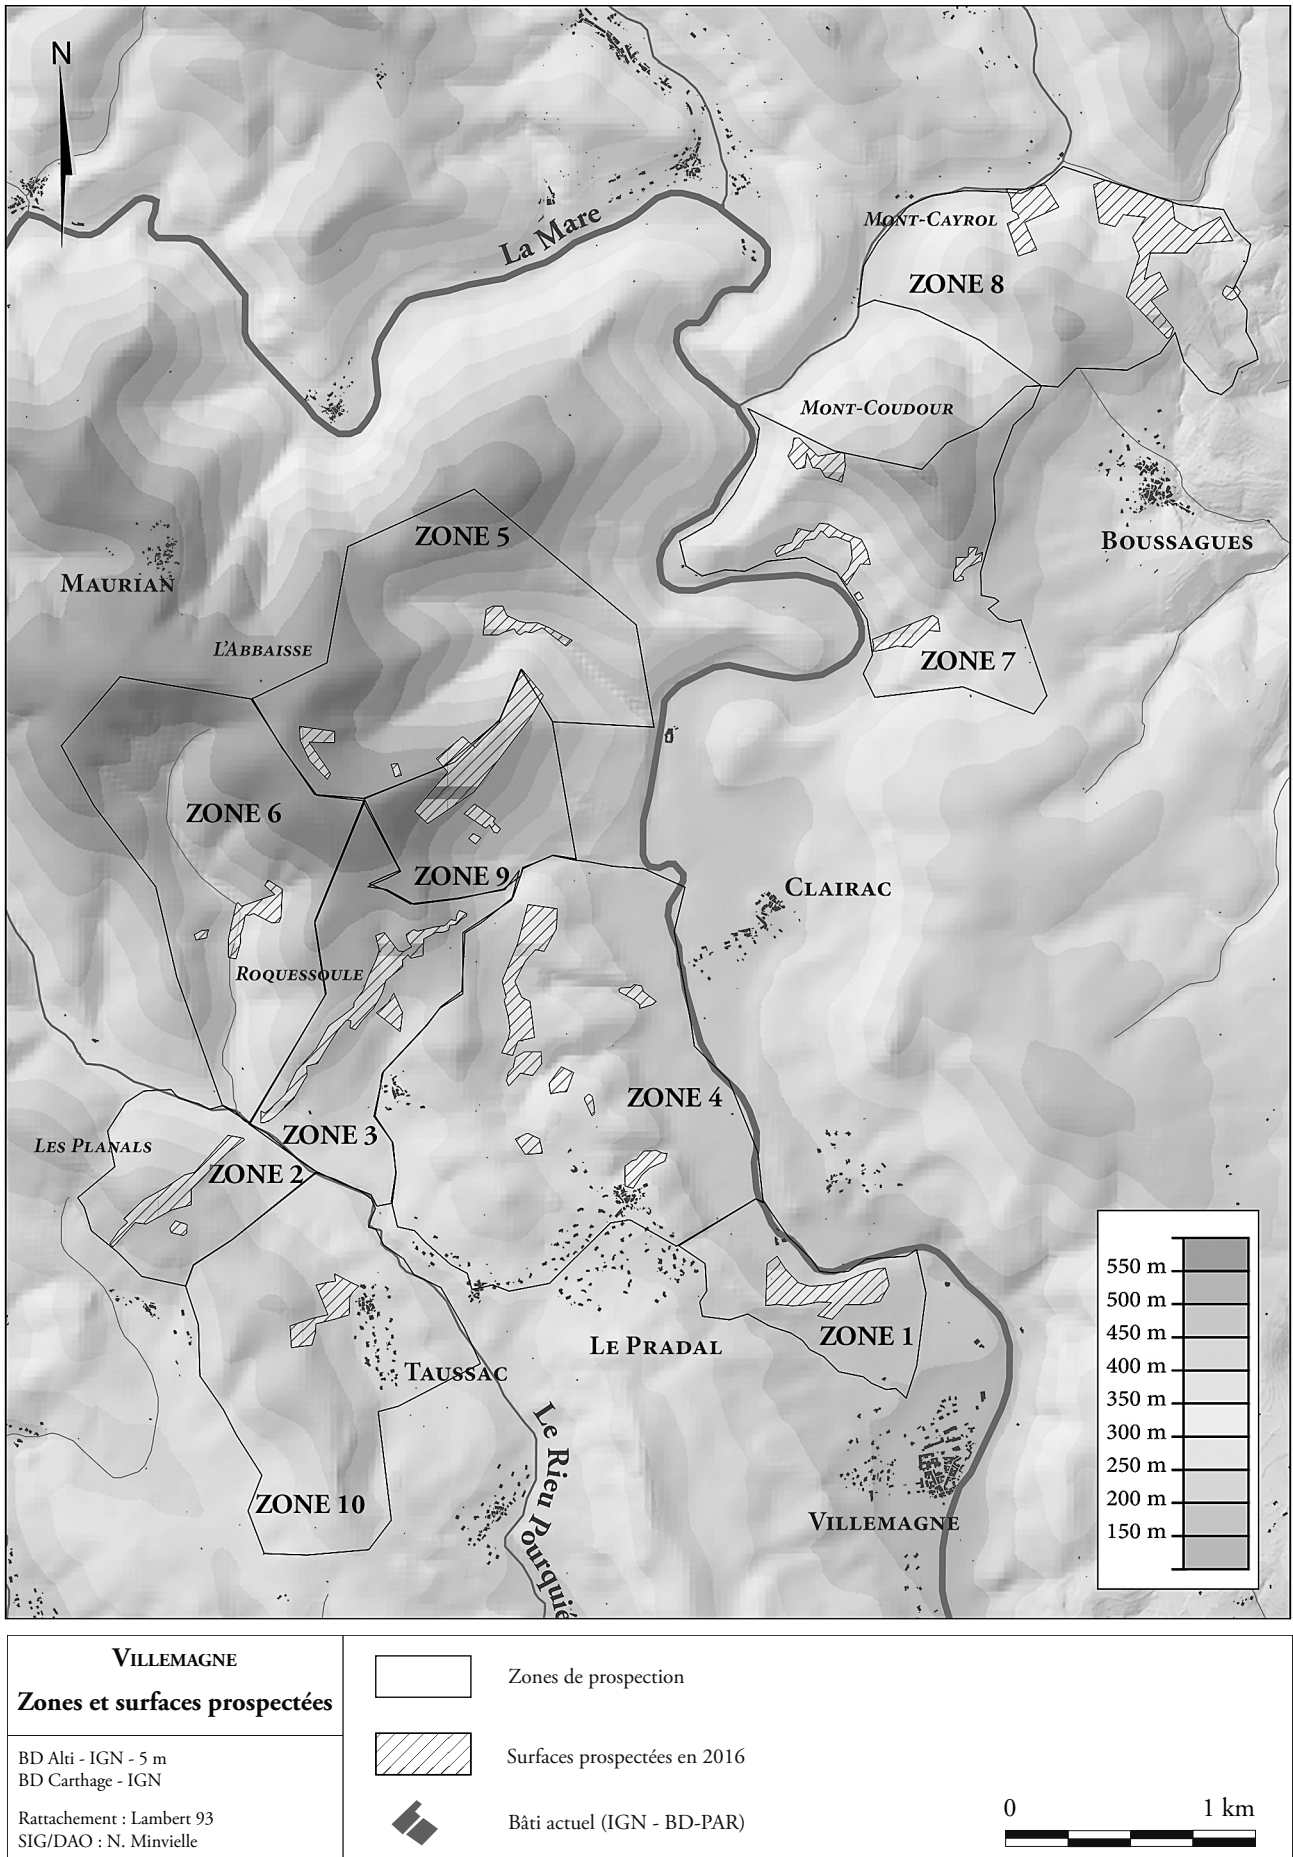 N
La Mare
Mont-Cayrol
ZONE 8
Mont-Coudour
ZONE 5
Boussagues
Maurian
L'Abbaisse
ZONE 7
ZONE 6
ZONE 9
Clairac
Roquessoule
ZONE 4
ZONE 3
Les Planals
ZONE 2
ZONE 1
Le Pradal
Taussac
Le Rieu Pourquié
ZONE 10
Villemagne
550 m
500 m
450 m
400 m
350 m
300 m
250 m
200 m
150 m
Villemagne
Zones et surfaces prospectées
BD Alti - IGN - 5 m
BD Carthage - IGN
Rattachement : Lambert 93
SIG/DAO : N. Minvielle
Zones de prospection
Surfaces prospectées en 2016
Bâti actuel (IGN - BD-PAR)
0 1 km